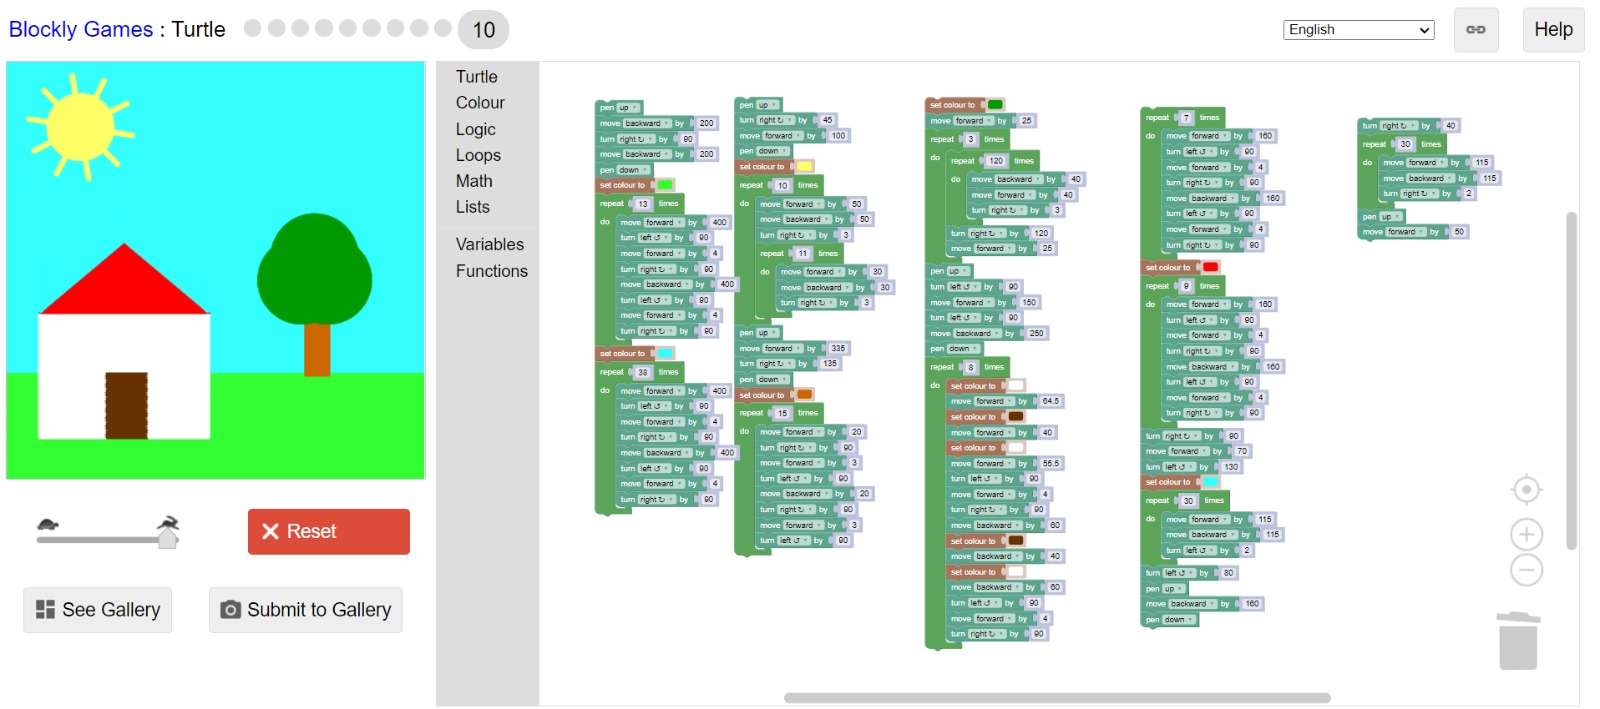 Blockly Games : Turtle 10 English Help
Turtle
Colour
Logic
Loops
Math
Lists
Variables
Functions
Reset
See Gallery
Submit to Gallery
pen up
move backward by 200
turn right ↻ by 90
move backward by 200
pen down
set colour to
repeat 13 times
do move forward by 400
turn left ↺ by 90
move forward by 4
turn right ↻ by 90
move backward by 400
turn left ↺ by 90
move forward by 4
turn right ↻ by 90
set colour to
repeat 38 times
do move forward by 400
turn left ↺ by 90
move forward by 4
turn right ↻ by 90
move backward by 400
turn left ↺ by 90
move forward by 4
turn right ↻ by 90
pen up
turn right ↻ by 45
move forward by 100
pen down
set colour to
repeat 10 times
do move forward by 50
move backward by 50
turn right ↻ by 3
repeat 11 times
do move forward by 30
move backward by 30
turn right ↻ by 3
pen up
move forward by 335
turn right ↻ by 135
pen down
set colour to
repeat 15 times
do move forward by 20
turn right ↻ by 90
move forward by 3
turn left ↺ by 90
move backward by 20
turn right ↻ by 90
move forward by 3
turn left ↺ by 90
set colour to
move forward by 25
repeat 3 times
do repeat 120 times
do move backward by 40
move forward by 40
turn right ↻ by 3
turn right ↻ by 120
move forward by 25
pen up
turn left ↺ by 90
move forward by 150
turn left ↺ by 90
move backward by 250
pen down
repeat 8 times
do set colour to
move forward by 64.5
set colour to
move forward by 40
set colour to
move forward by 55.5
turn left ↺ by 90
move forward by 4
turn right ↻ by 90
move backward by 60
set colour to
move backward by 40
set colour to
move backward by 60
turn left ↺ by 90
move forward by 4
turn right ↻ by 90
repeat 7 times
do move forward by 160
turn left ↺ by 90
move forward by 4
turn right ↻ by 90
move backward by 160
turn left ↺ by 90
move forward by 4
turn right ↻ by 90
set colour to
repeat 9 times
do move forward by 160
turn left ↺ by 90
move forward by 4
turn right ↻ by 90
move backward by 160
turn left ↺ by 90
move forward by 4
turn right ↻ by 90
turn right ↻ by 90
move forward by 70
turn left ↺ by 130
set colour to
repeat 30 times
do move forward by 115
move backward by 115
turn left ↺ by 2
turn left ↺ by 80
pen up
move backward by 160
pen down
turn right ↻ by 40
repeat 30 times
do move forward by 115
move backward by 115
turn right ↻ by 2
pen up
move forward by 50